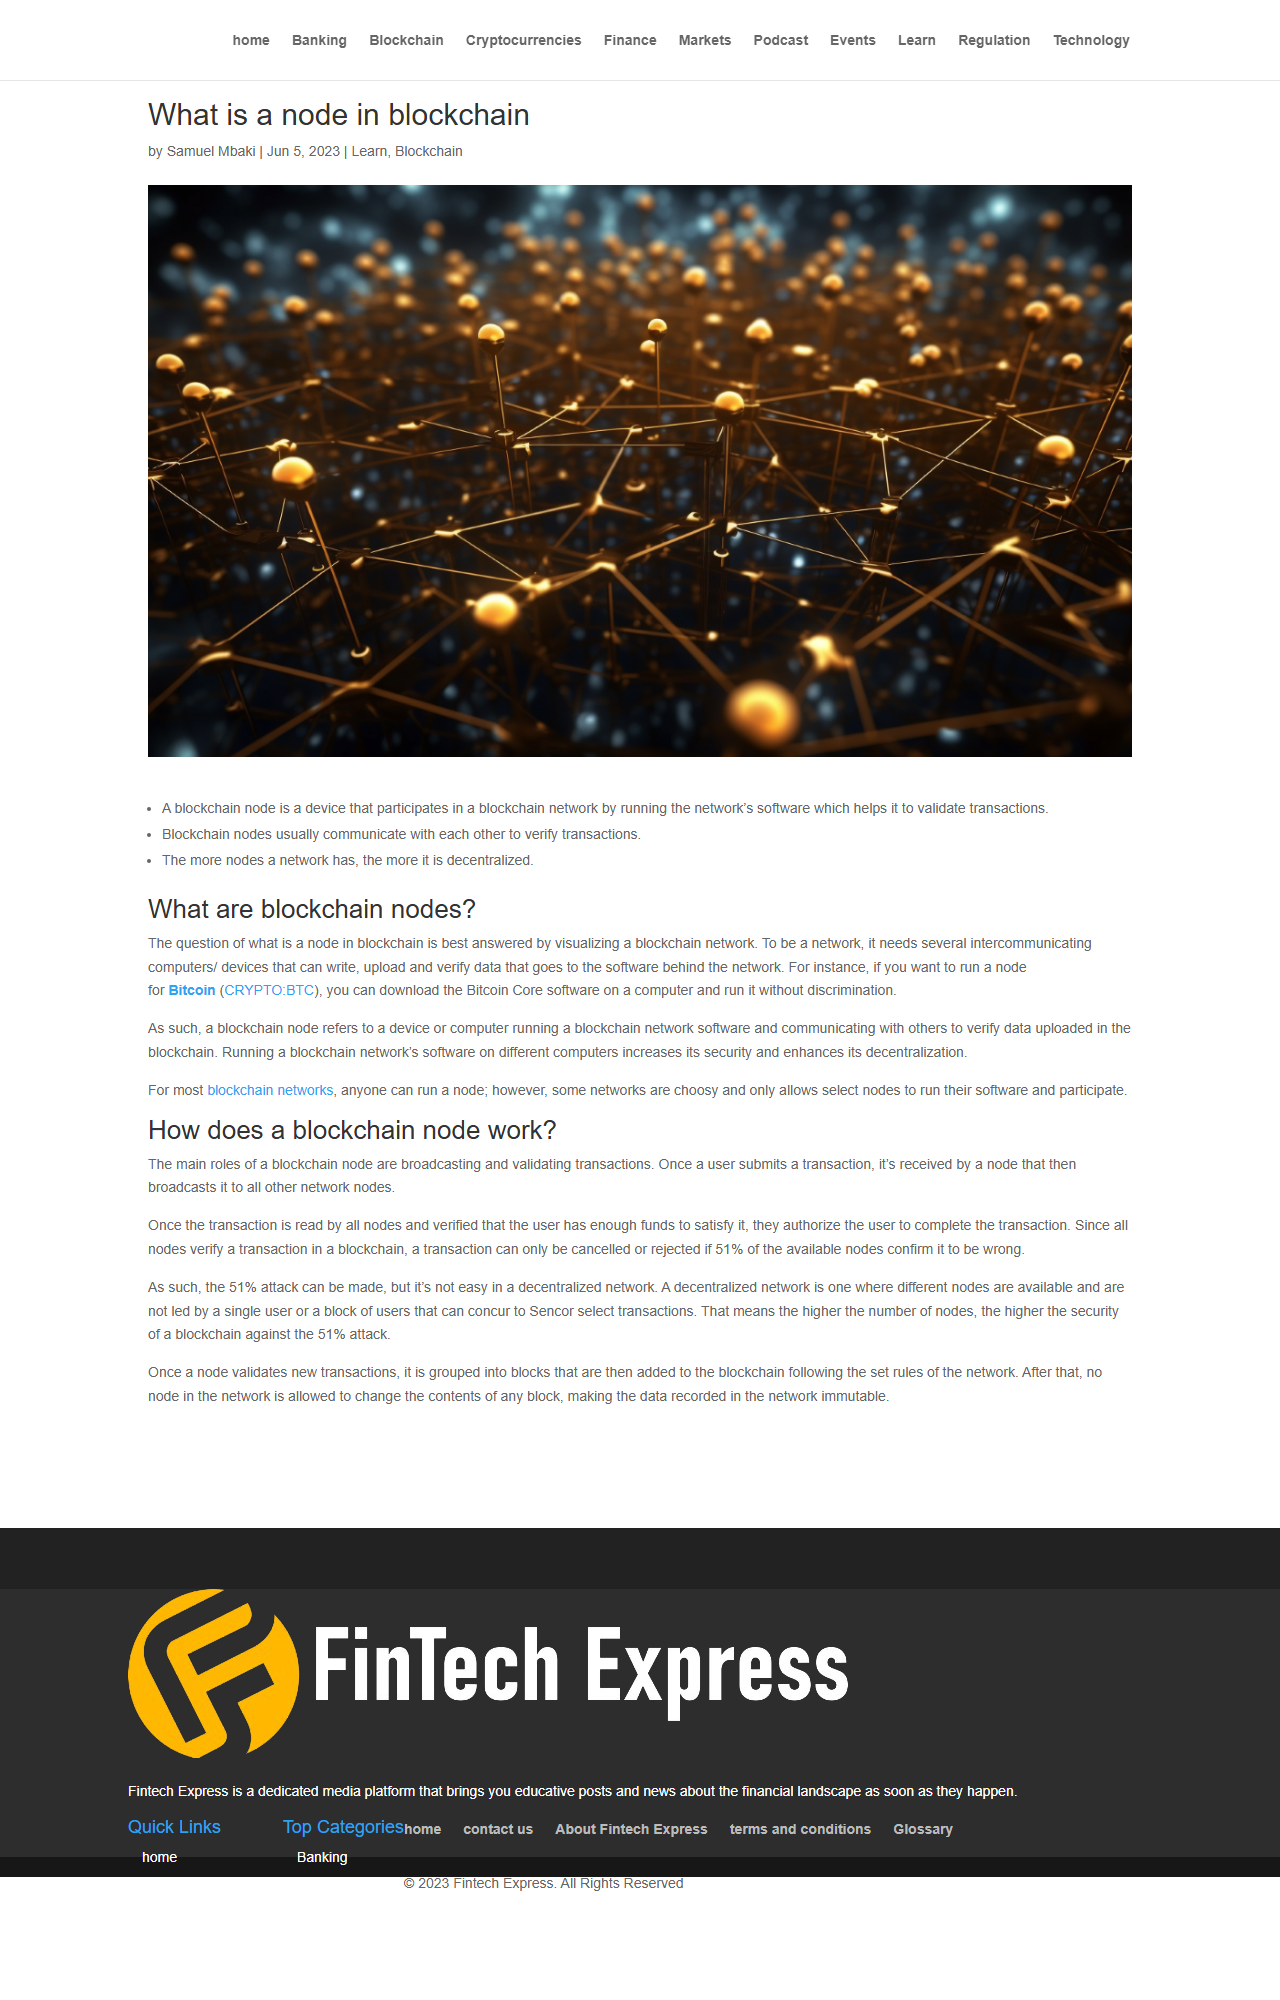 home Banking Blockchain Cryptocurrencies Finance Markets Podcast Events Learn Regulation Technology
What is a node in blockchain
by Samuel Mbaki | Jun 5, 2023 | Learn, Blockchain
• A blockchain node is a device that participates in a blockchain network by running the network’s software which helps it to validate transactions.
• Blockchain nodes usually communicate with each other to verify transactions.
• The more nodes a network has, the more it is decentralized.
What are blockchain nodes?
The question of what is a node in blockchain is best answered by visualizing a blockchain network. To be a network, it needs several intercommunicating
computers/ devices that can write, upload and verify data that goes to the software behind the network. For instance, if you want to run a node
for Bitcoin (CRYPTO:BTC), you can download the Bitcoin Core software on a computer and run it without discrimination.
As such, a blockchain node refers to a device or computer running a blockchain network software and communicating with others to verify data uploaded in the
blockchain. Running a blockchain network’s software on different computers increases its security and enhances its decentralization.
For most blockchain networks, anyone can run a node; however, some networks are choosy and only allows select nodes to run their software and participate.
How does a blockchain node work?
The main roles of a blockchain node are broadcasting and validating transactions. Once a user submits a transaction, it’s received by a node that then
broadcasts it to all other network nodes.
Once the transaction is read by all nodes and verified that the user has enough funds to satisfy it, they authorize the user to complete the transaction. Since all
nodes verify a transaction in a blockchain, a transaction can only be cancelled or rejected if 51% of the available nodes confirm it to be wrong.
As such, the 51% attack can be made, but it’s not easy in a decentralized network. A decentralized network is one where different nodes are available and are
not led by a single user or a block of users that can concur to Sencor select transactions. That means the higher the number of nodes, the higher the security
of a blockchain against the 51% attack.
Once a node validates new transactions, it is grouped into blocks that are then added to the blockchain following the set rules of the network. After that, no
node in the network is allowed to change the contents of any block, making the data recorded in the network immutable.
FinTech Express
Fintech Express is a dedicated media platform that brings you educative posts and news about the financial landscape as soon as they happen.
Quick Links Top Categories home contact us About Fintech Express terms and conditions Glossary
home Banking
© 2023 Fintech Express. All Rights Reserved